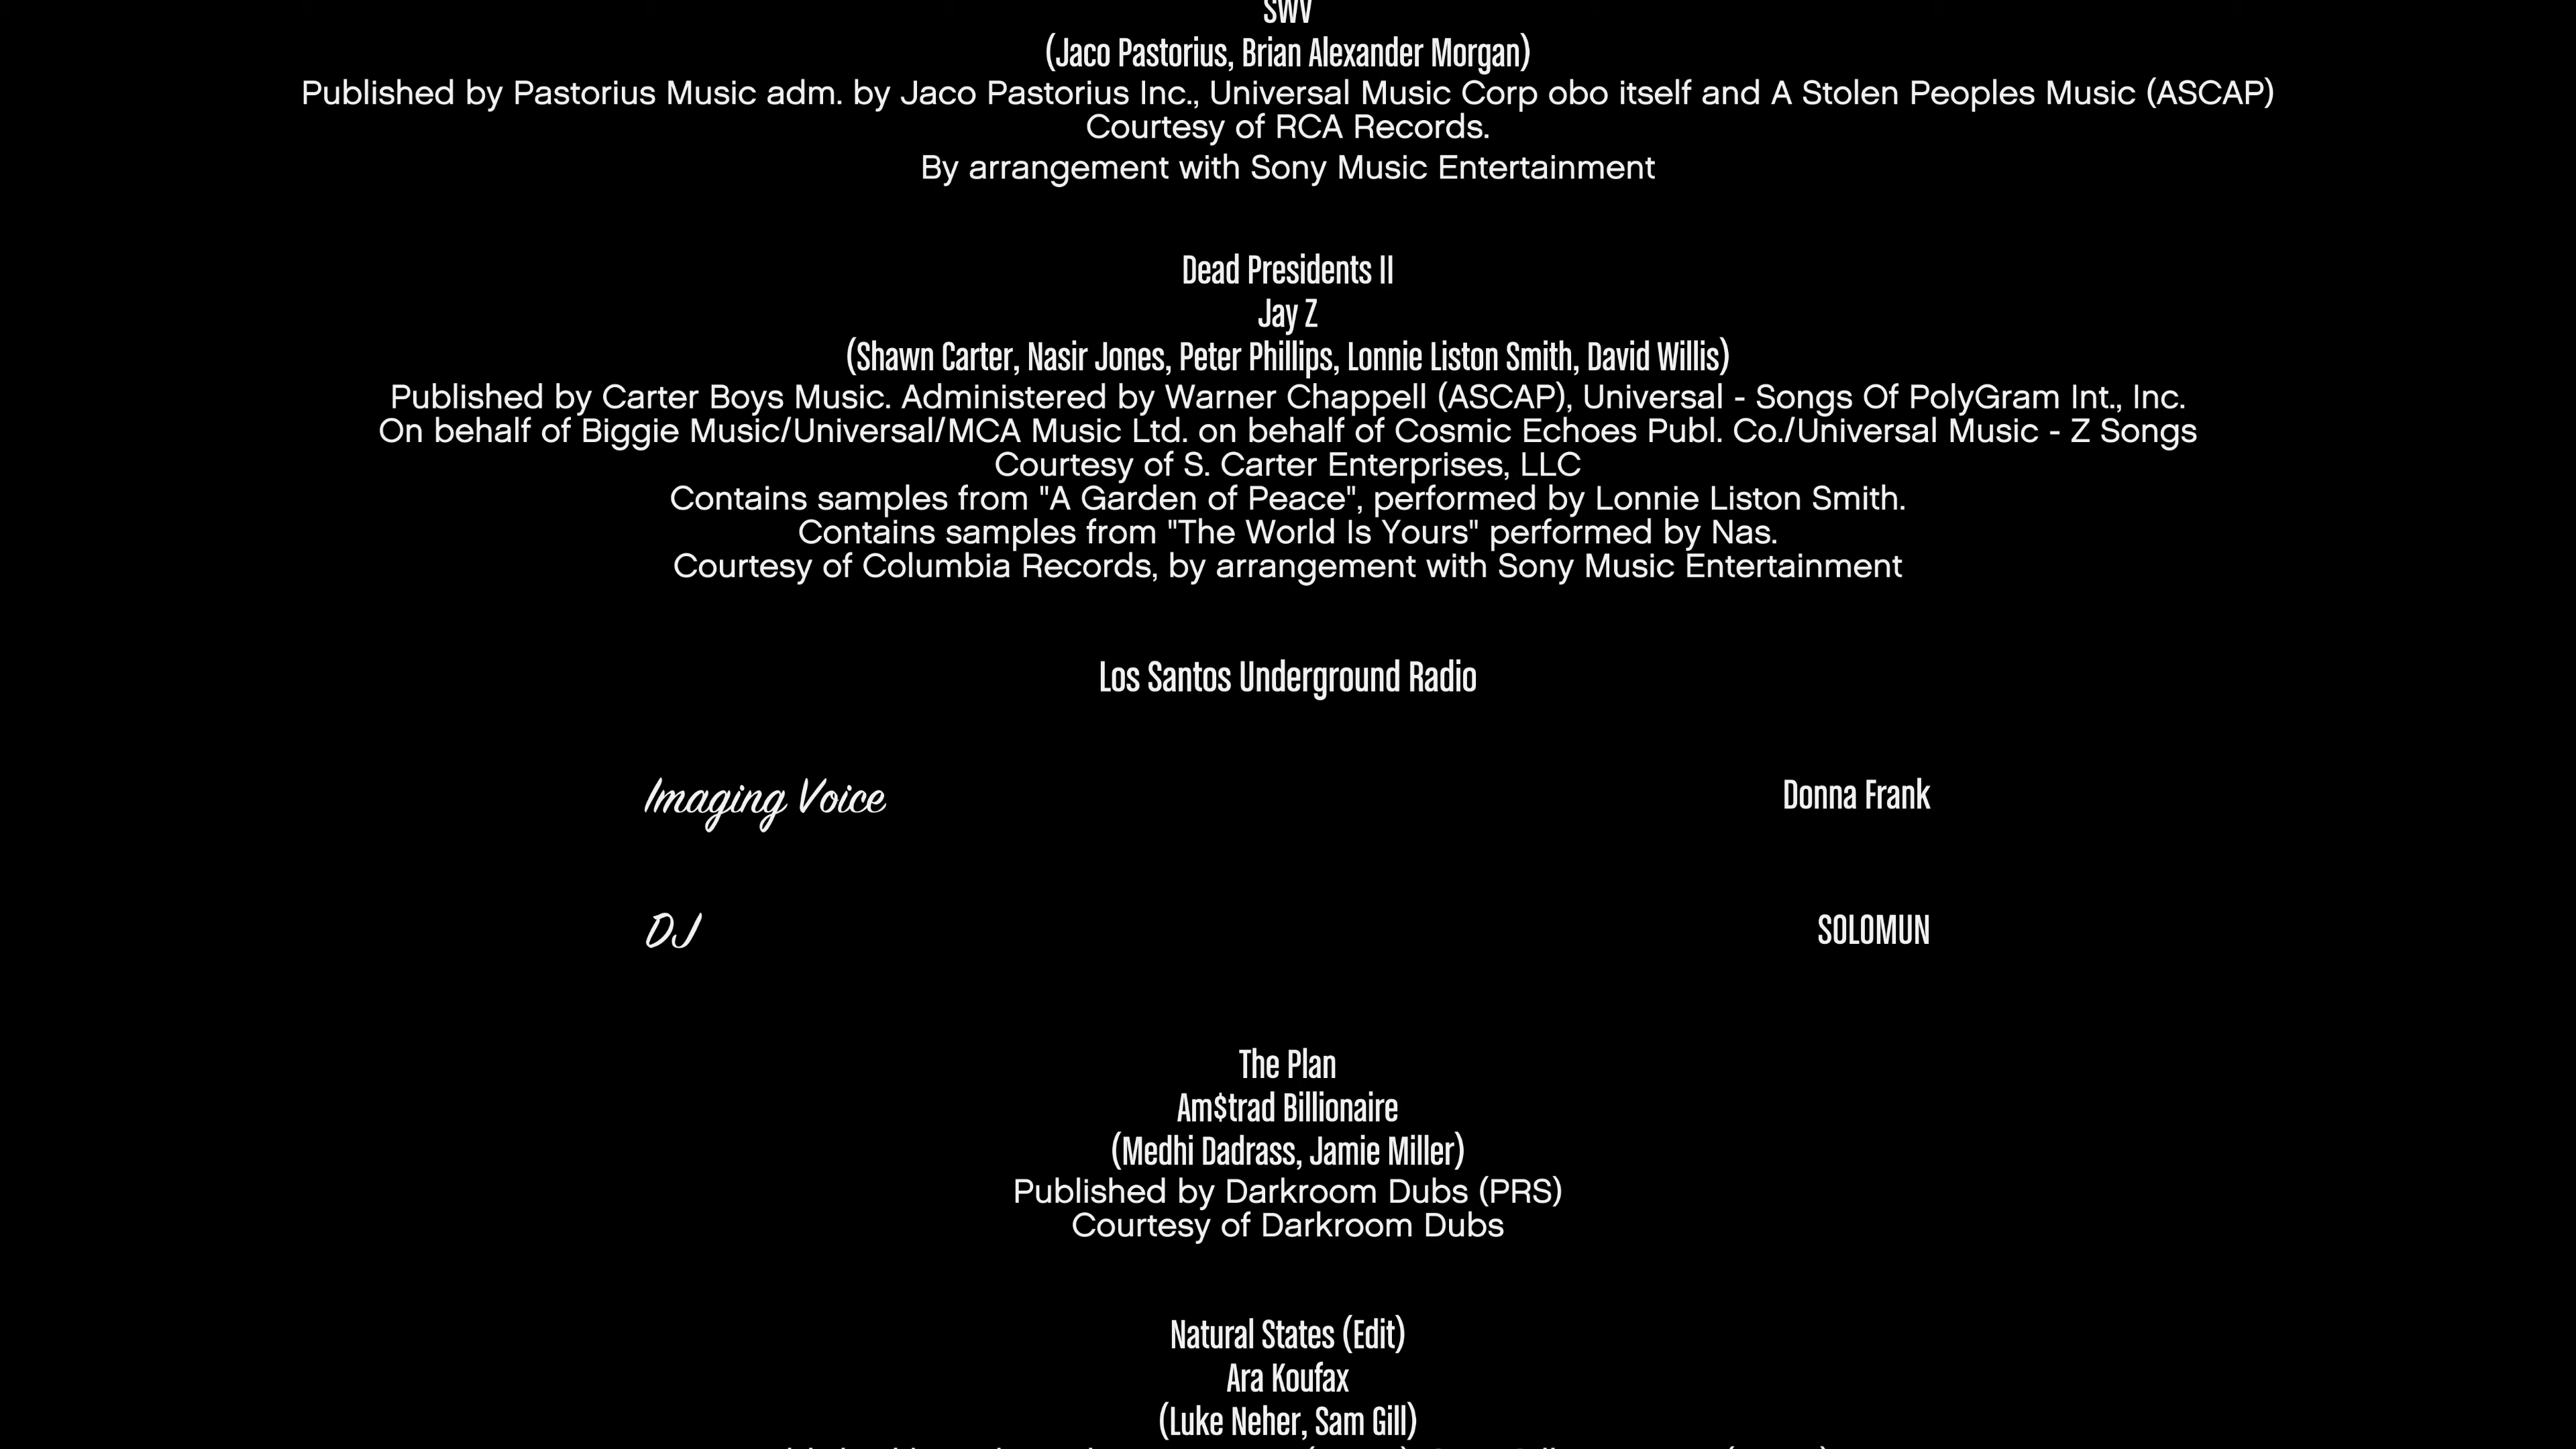 SWV
(Jaco Pastorius, Brian Alexander Morgan)
Published by Pastorius Music adm. by Jaco Pastorius Inc., Universal Music Corp obo itself and A Stolen Peoples Music (ASCAP)
Courtesy of RCA Records.
By arrangement with Sony Music Entertainment
Dead Presidents II
Jay Z
(Shawn Carter, Nasir Jones, Peter Phillips, Lonnie Liston Smith, David Willis)
Published by Carter Boys Music. Administered by Warner Chappell (ASCAP), Universal - Songs Of PolyGram Int., Inc.
On behalf of Biggie Music/Universal/MCA Music Ltd. on behalf of Cosmic Echoes Publ. Co./Universal Music - Z Songs
Courtesy of S. Carter Enterprises, LLC
Contains samples from "A Garden of Peace", performed by Lonnie Liston Smith.
Contains samples from "The World Is Yours" performed by Nas.
Courtesy of Columbia Records, by arrangement with Sony Music Entertainment
Los Santos Underground Radio
Imaging Voice Donna Frank
DJ SOLOMUN
The Plan
Am$trad Billionaire
(Medhi Dadrass, Jamie Miller)
Published by Darkroom Dubs (PRS)
Courtesy of Darkroom Dubs
Natural States (Edit)
Ara Koufax
(Luke Neher, Sam Gill)